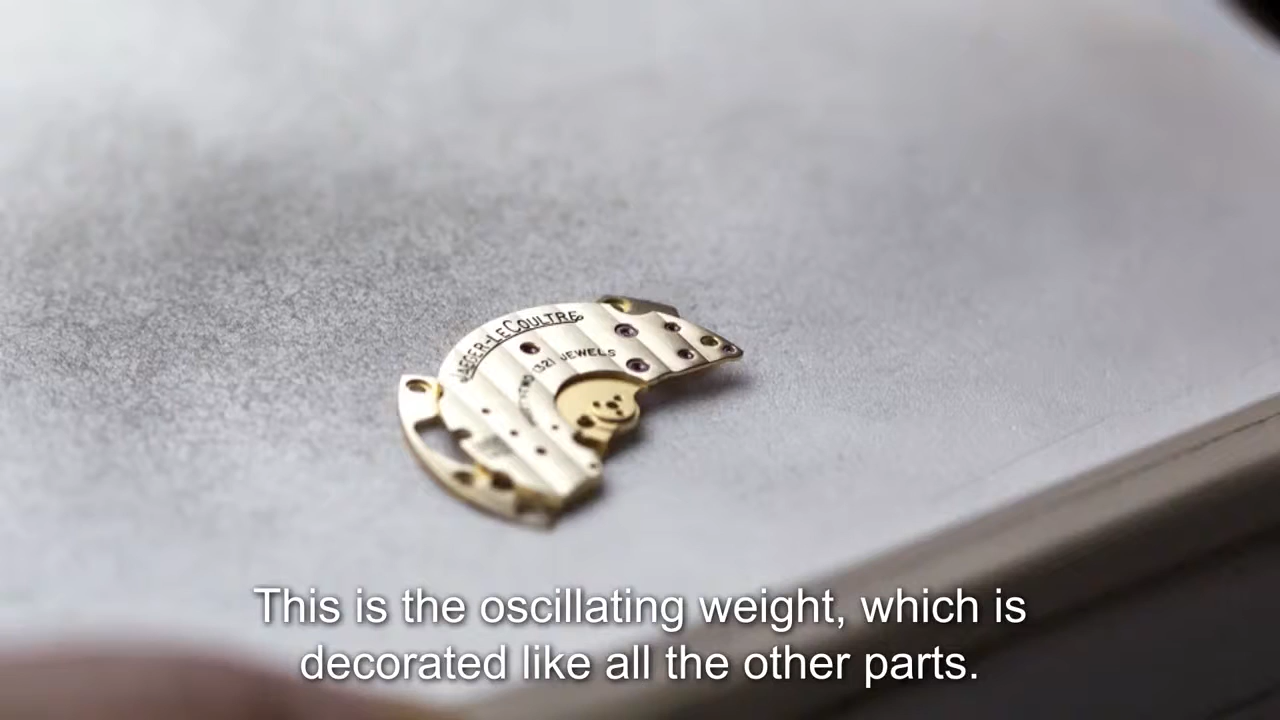 JAEGER-LECOULTRE
(32) JEWELS
This is the oscillating weight, which is
decorated like all the other parts.